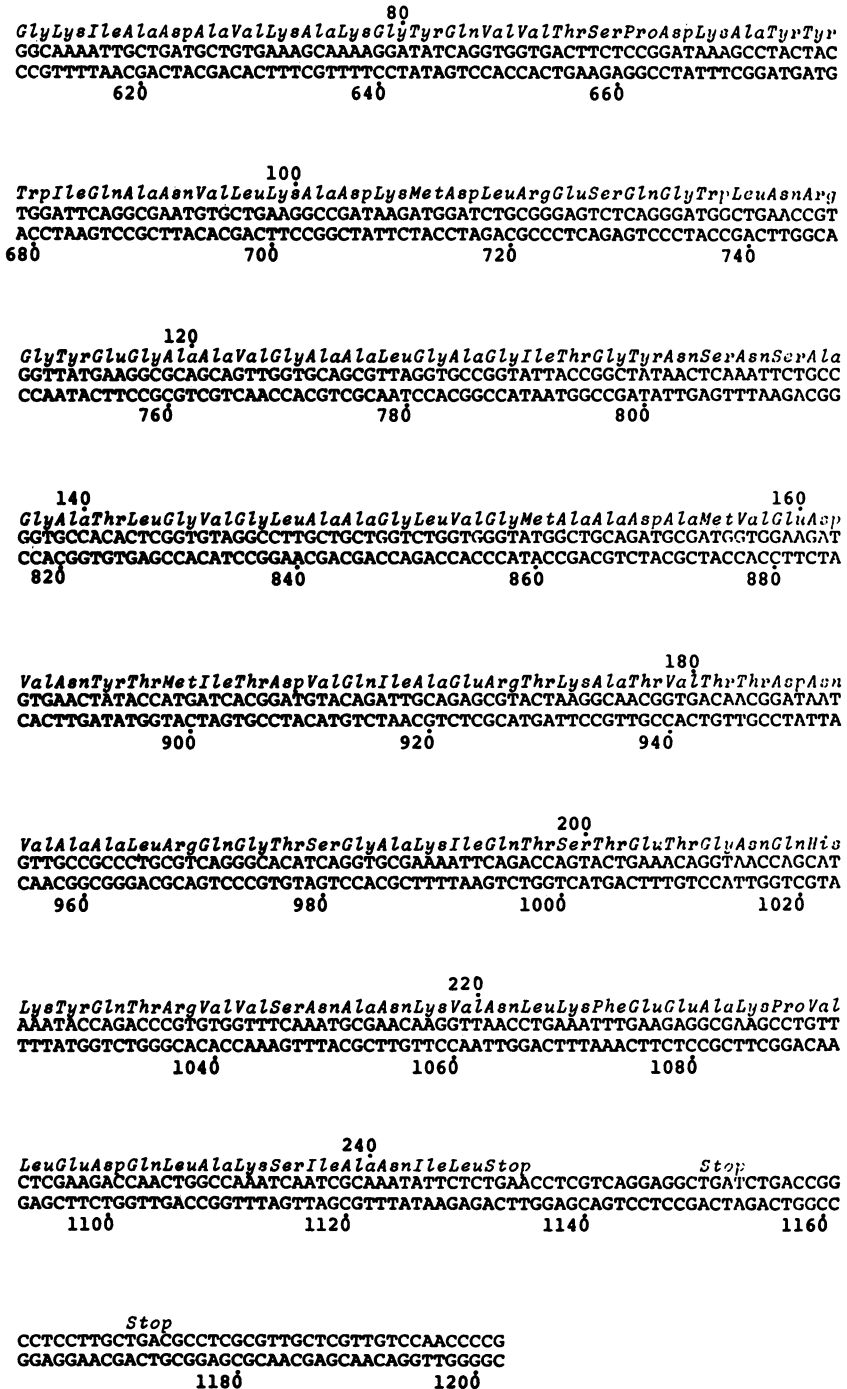 80
GlyLysIleAlaAspAlaValLysAlaLysGlyTyrGlnValValThrSerProAspLysAlaTyrTyr
GGCAAAATTGCTGATGCTGTGAAAGCAAAAGGATATCAGGTGGTGACTTCTCCGGATAAAGCCTACTAC
CCGTTTTAACGACTACGACACTTTCGTTTTCCTATAGTCCACCACTGAAGAGGCCTATTTCGGATGATG
620 640 660
100
TrpIleGlnAlaAsnValLeuLysAlaAspLysMetAspLeuArgGluSerGlnGlyTrpLeuAsnArg
TGGATTCAGGCGAATGTGCTGAAGGCCGATAAGATGGATCTGCGGGAGTCTCAGGGATGGCTGAACCGT
ACCTAAGTCCGCTTACACGACTTCCGGCTATTCTACCTAGACGCCCTCAGAGTCCCTACCGACTTGGCA
680 700 720 740
120
GlyTyrGluGlyAlaAlaValGlyAlaAlaLeuGlyAlaGlyIleThrGlyTyrAsnSerAsnSerAla
GGTTATGAAGGCGCAGCAGTTGGTGCAGCGTTAGGTGCCGGTATTACCGGCTATAACTCAAATTCTGCC
CCAATACTTCCGCGTCGTCAACCACGTCGCAATCCACGGCCATAATGGCCGATATTGAGTTTAAGACGG
760 780 800
140 160
GlyAlaThrLeuGlyValGlyLeuAlaAlaGlyLeuValGlyMetAlaAlaAspAlaMetValGluAsp
GGTGCCACACTCGGTGTAGGCCTTGCTGCTGGTCTGGTGGGTATGGCTGCAGATGCGATGGTGGAAGAT
CCACGGTGTGAGCCACATCCGGAACGACGACCAGACCACCCATACCGACGTCTACGCTACCACCTTCTA
820 840 860 880
180
ValAsnTyrThrMetIleThrAspValGlnIleAlaGluArgThrLysAlaThrValThrThrAspAsn
GTGAACTATACCATGATCACGGATGTACAGATTGCAGAGCGTACTAAGGCAACGGTGACAACGGATAAT
CACTTGATATGGTACTAGTGCCTACATGTCTAACGTCTCGCATGATTCCGTTGCCACTGTTGCCTATTA
900 920 940
200
ValAlaAlaLeuArgGlnGlyThrSerGlyAlaLysIleGlnThrSerThrGluThrGlyAsnGlnHis
GTTGCCGCCCTGCGTCAGGGCACATCAGGTGCGAAAATTCAGACCAGTACTGAAACAGGTAACCAGCAT
CAACGGCGGGACGCAGTCCCGTGTAGTCCACGCTTTTAAGTCTGGTCATGACTTTGTCCATTGGTCGTA
960 980 1000 1020
220
LysTyrGlnThrArgValValSerAsnAlaAsnLysValAsnLeuLysPheGluGluAlaLysProVal
AAATACCAGACCCGTGTGGTTTCAAATGCGAACAAGGTTAACCTGAAATTTGAAGAGGCGAAGCCTGTT
TTTATGGTCTGGGCACACCAAAGTTTACGCTTGTTCCAATTGGACTTTAAACTTCTCCGCTTCGGACAA
1040 1060 1080
240
LeuGluAspGlnLeuAlaLysSerIleAlaAsnIleLeuStop Stop
CTCGAAGACCAACTGGCCAAATCAATCGCAAATATTCTCTGAACCTCGTCAGGAGGCTGATCTGACCGG
GAGCTTCTGGTTGACCGGTTTAGTTAGCGTTTATAAGAGACTTGGAGCAGTCCTCCGACTAGACTGGCC
1100 1120 1140 1160
Stop
CCTCCTTGCTGACGCCTCGCGTTGCTCGTTGTCCAACCCCG
GGAGGAACGACTGCGGAGCGCAACGAGCAACAGGTTGGGGC
1180 1200